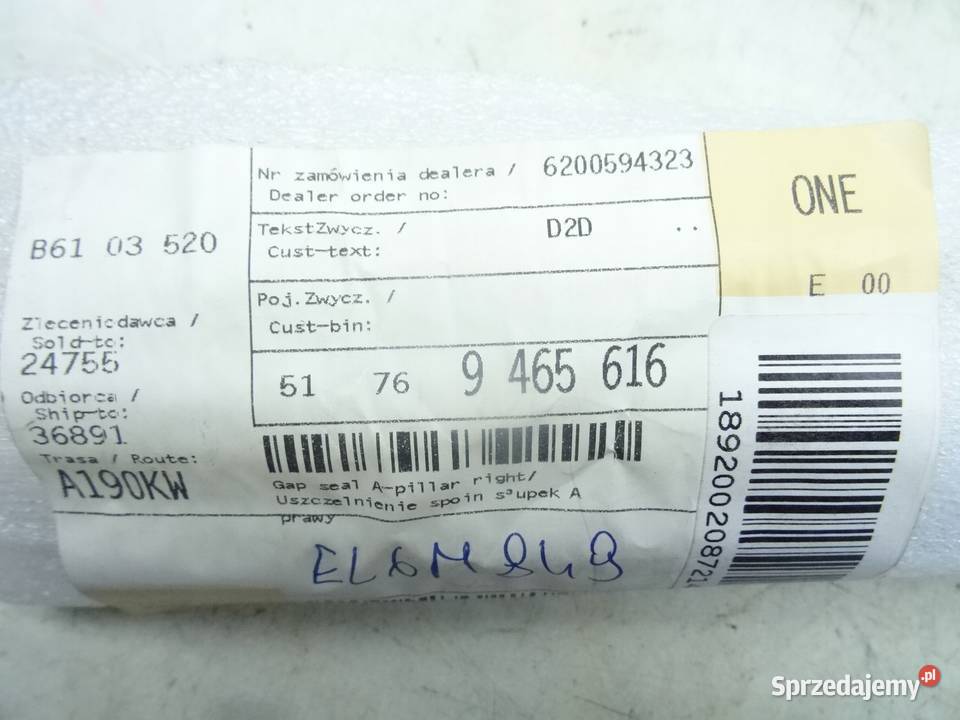 B61 03 520
Zleceniodawca /
Sold-to:
24755
Odbiorca /
Ship-to:
36891
Trasa / Route:
A190KW
Nr zamówienia dealera / 6200594323
Dealer order no:
TekstZwycz. / D2D ..
Cust-text:
Poj.Zwycz. /
Cust-bin:
51 76 9 465 616
Gap seal A-pillar right/
Uszczelnienie spoin s³upek A
prawy
ONE
E 00
189200208721
Sprzedajemy.pl